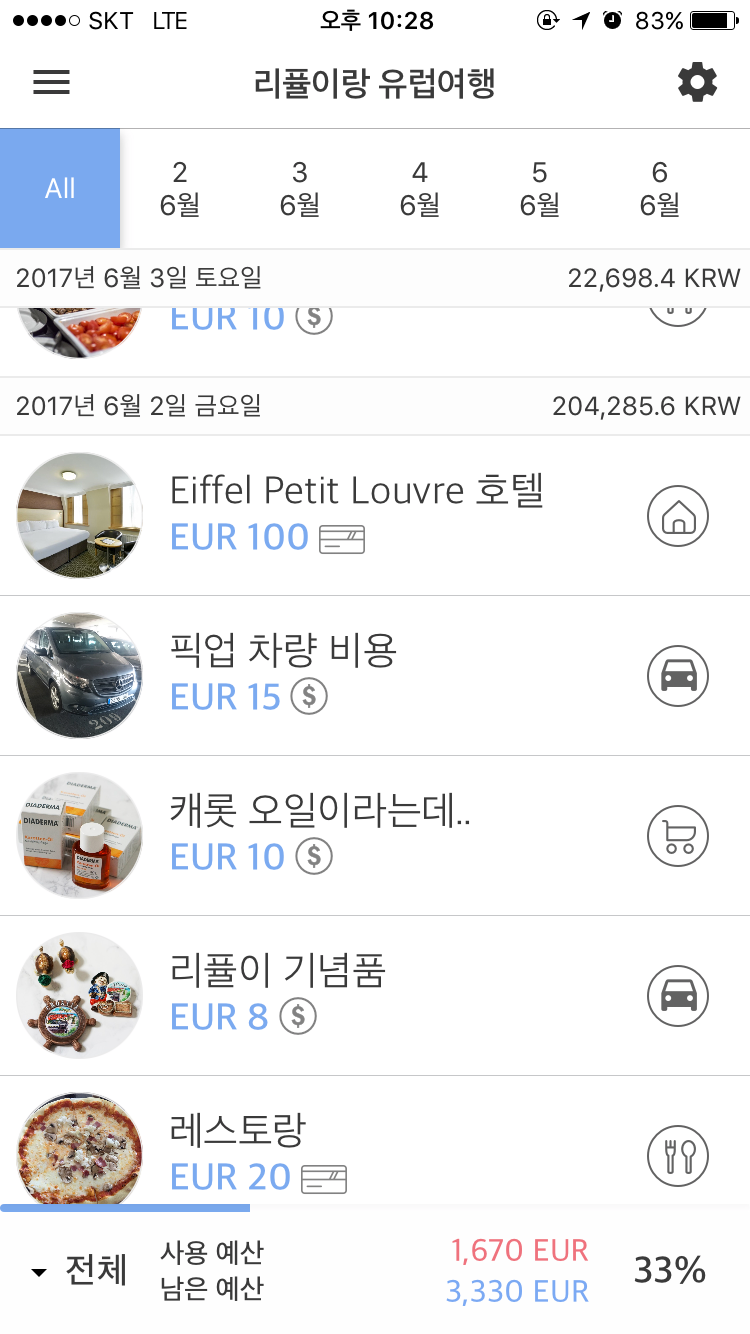 SKT LTE 오후 10:28 83%
리퓰이랑 유럽여행
All
2
6월
3
6월
4
6월
5
6월
6
6월
2017년 6월 3일 토요일 22,698.4 KRW
EUR 10 $
2017년 6월 2일 금요일 204,285.6 KRW
Eiffel Petit Louvre 호텔
EUR 100
픽업 차량 비용
EUR 15 $
209
캐롯 오일이라는데..
EUR 10 $
DIADERMA
DIADERMA
DIADERMA
DIADERMA
DIADERMA
리퓰이 기념품
EUR 8 $
레스토랑
EUR 20
전체
사용 예산 1,670 EUR
남은 예산 3,330 EUR
33%